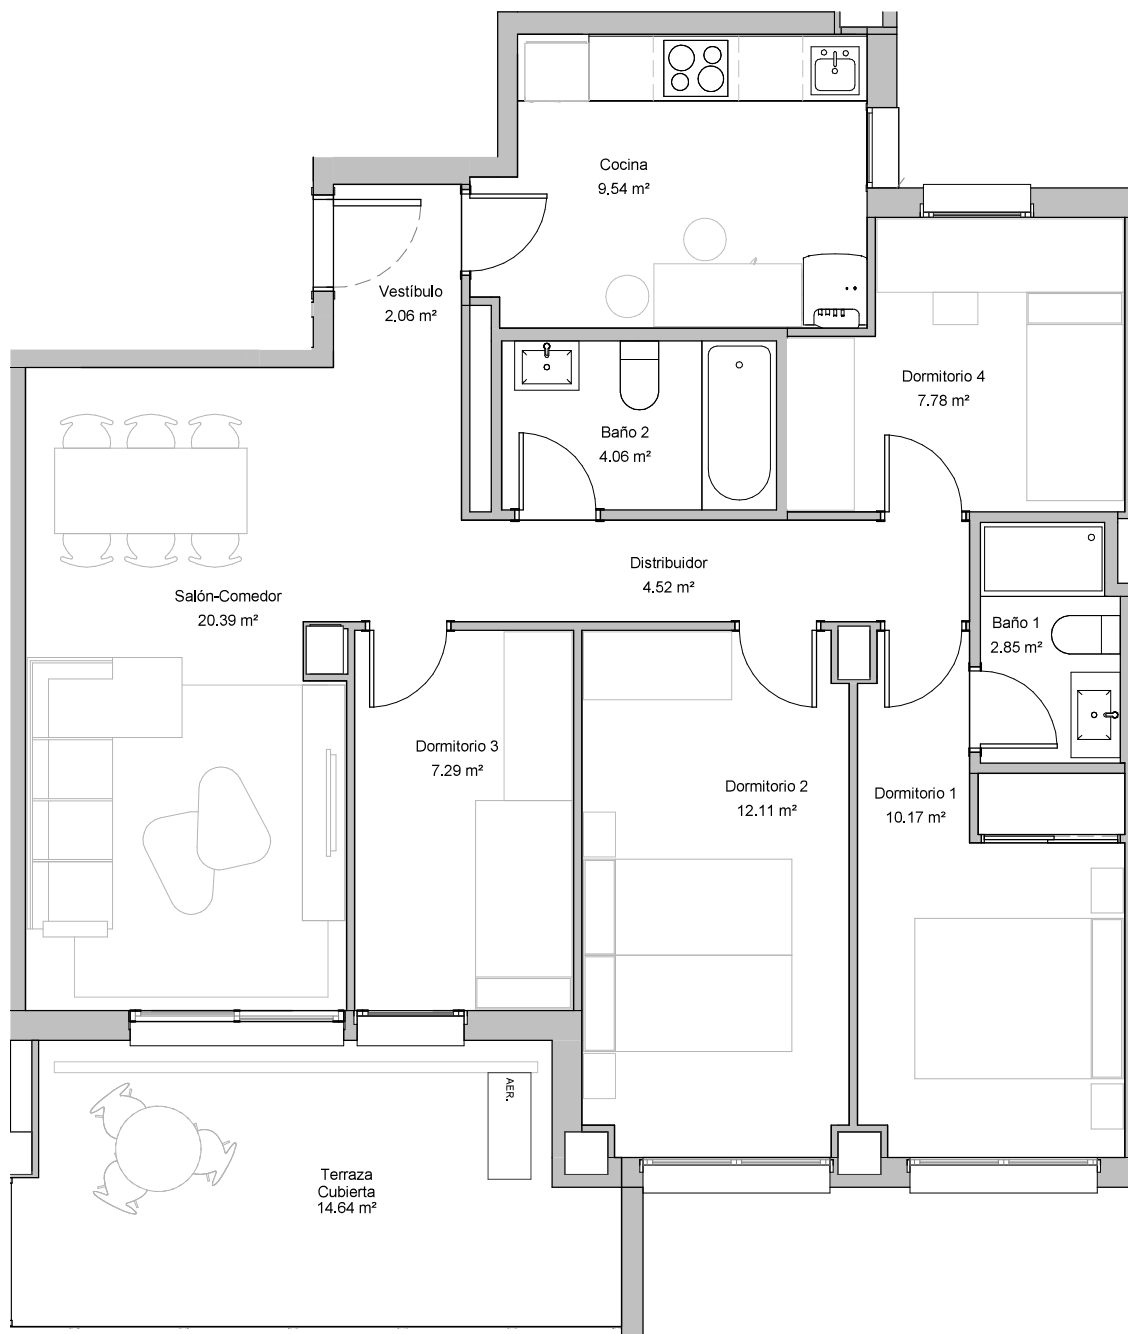 Cocina
9.54 m²
Vestíbulo
2.06 m²
Dormitorio 4
7.78 m²
Baño 2
4.06 m²
Distribuidor
4.52 m²
Salón-Comedor
20.39 m²
Baño 1
2.85 m²
Dormitorio 3
7.29 m²
Dormitorio 2
12.11 m²
Dormitorio 1
10.17 m²
AER.
Terraza
Cubierta
14.64 m²